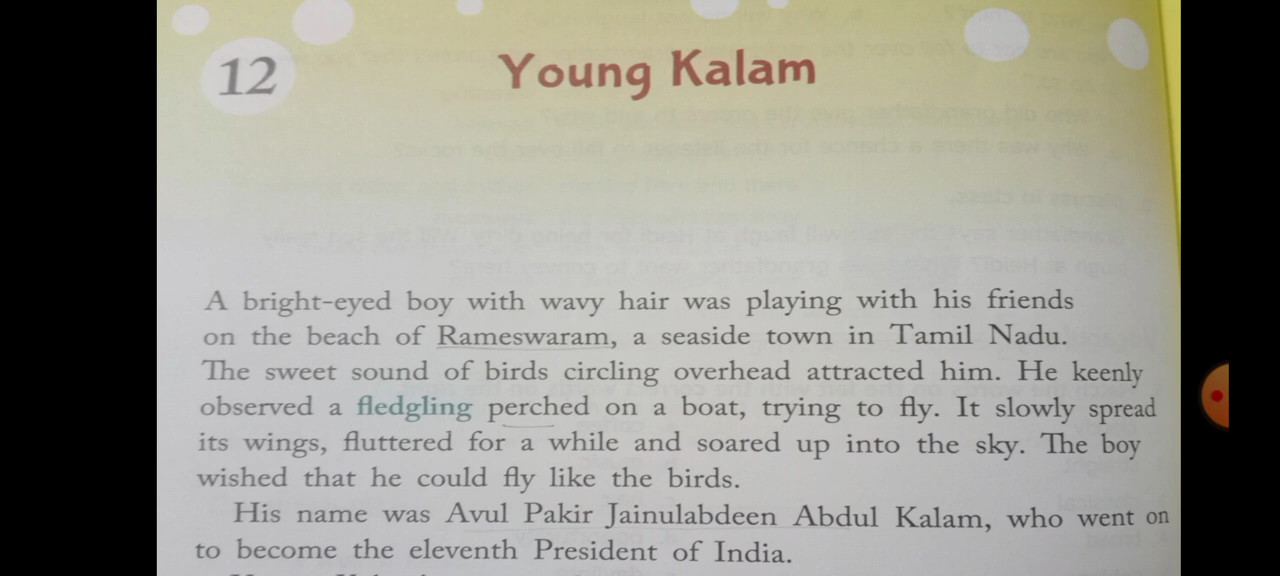 12
Young Kalam
A bright-eyed boy with wavy hair was playing with his friends
on the beach of Rameswaram, a seaside town in Tamil Nadu.
The sweet sound of birds circling overhead attracted him. He keenly
observed a fledgling perched on a boat, trying to fly. It slowly spread
its wings, fluttered for a while and soared up into the sky. The boy
wished that he could fly like the birds.
His name was Avul Pakir Jainulabdeen Abdul Kalam, who went on
to become the eleventh President of India.